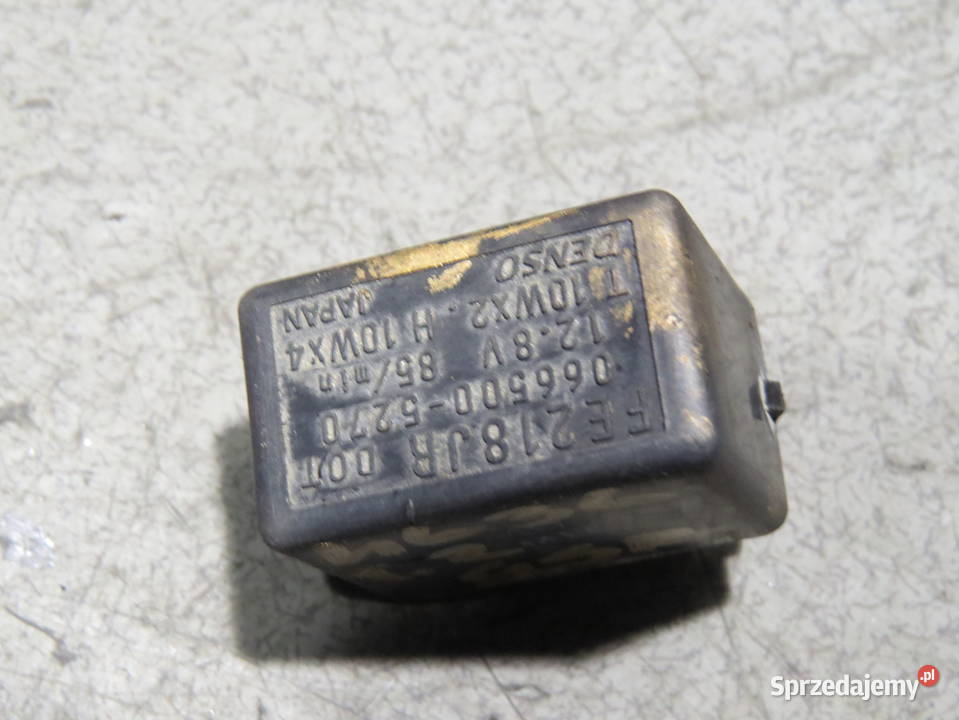 FE218JR DOT
066500-5270
12.8V 85/min
T10WX2·H10WX4
DENSO JAPAN
Sprzedajemy.pl